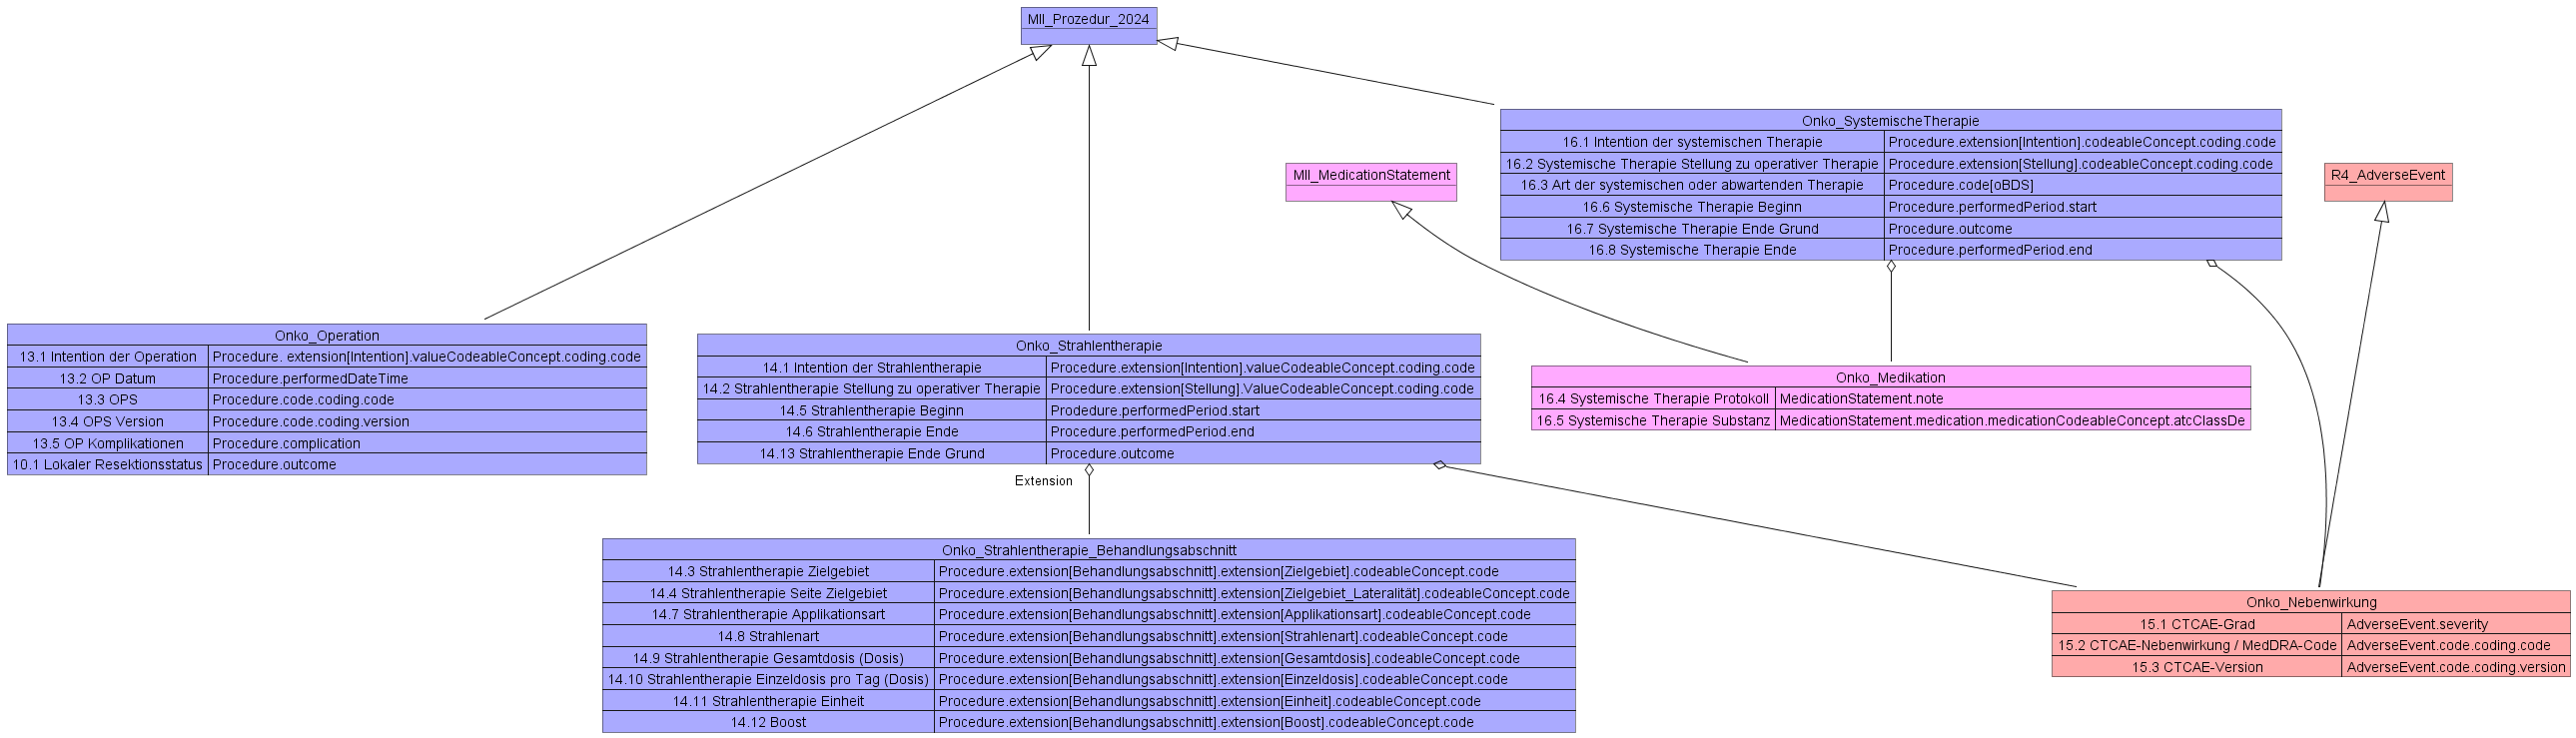 MII_Prozedur_2024
Onko_SystemischeTherapie
16.1 Intention der systemischen Therapie Procedure.extension[Intention].codeableConcept.coding.code
16.2 Systemische Therapie Stellung zu operativer Therapie Procedure.extension[Stellung].codeableConcept.coding.code
16.3 Art der systemischen oder abwartenden Therapie Procedure.code[oBDS]
16.6 Systemische Therapie Beginn Procedure.performedPeriod.start
16.7 Systemische Therapie Ende Grund Procedure.outcome
16.8 Systemische Therapie Ende Procedure.performedPeriod.end
MII_MedicationStatement
R4_AdverseEvent
Onko_Operation
13.1 Intention der Operation Procedure. extension[Intention].valueCodeableConcept.coding.code
13.2 OP Datum Procedure.performedDateTime
13.3 OPS Procedure.code.coding.code
13.4 OPS Version Procedure.code.coding.version
13.5 OP Komplikationen Procedure.complication
10.1 Lokaler Resektionsstatus Procedure.outcome
Onko_Strahlentherapie
14.1 Intention der Strahlentherapie Procedure.extension[Intention].valueCodeableConcept.coding.code
14.2 Strahlentherapie Stellung zu operativer Therapie Procedure.extension[Stellung].ValueCodeableConcept.coding.code
14.5 Strahlentherapie Beginn Prodedure.performedPeriod.start
14.6 Strahlentherapie Ende Procedure.performedPeriod.end
14.13 Strahlentherapie Ende Grund Procedure.outcome
Onko_Medikation
16.4 Systemische Therapie Protokoll MedicationStatement.note
16.5 Systemische Therapie Substanz MedicationStatement.medication.medicationCodeableConcept.atcClassDe
Extension
Onko_Strahlentherapie_Behandlungsabschnitt
14.3 Strahlentherapie Zielgebiet Procedure.extension[Behandlungsabschnitt].extension[Zielgebiet].codeableConcept.code
14.4 Strahlentherapie Seite Zielgebiet Procedure.extension[Behandlungsabschnitt].extension[Zielgebiet_Lateralität].codeableConcept.code
14.7 Strahlentherapie Applikationsart Procedure.extension[Behandlungsabschnitt].extension[Applikationsart].codeableConcept.code
14.8 Strahlenart Procedure.extension[Behandlungsabschnitt].extension[Strahlenart].codeableConcept.code
14.9 Strahlentherapie Gesamtdosis (Dosis) Procedure.extension[Behandlungsabschnitt].extension[Gesamtdosis].codeableConcept.code
14.10 Strahlentherapie Einzeldosis pro Tag (Dosis) Procedure.extension[Behandlungsabschnitt].extension[Einzeldosis].codeableConcept.code
14.11 Strahlentherapie Einheit Procedure.extension[Behandlungsabschnitt].extension[Einheit].codeableConcept.code
14.12 Boost Procedure.extension[Behandlungsabschnitt].extension[Boost].codeableConcept.code
Onko_Nebenwirkung
15.1 CTCAE-Grad AdverseEvent.severity
15.2 CTCAE-Nebenwirkung / MedDRA-Code AdverseEvent.code.coding.code
15.3 CTCAE-Version AdverseEvent.code.coding.version